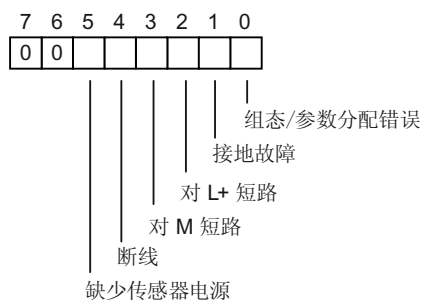 7 6 5 4 3 2 1 0
0 0
组态/参数分配错误
接地故障
对 L+ 短路
对 M 短路
断线
缺少传感器电源